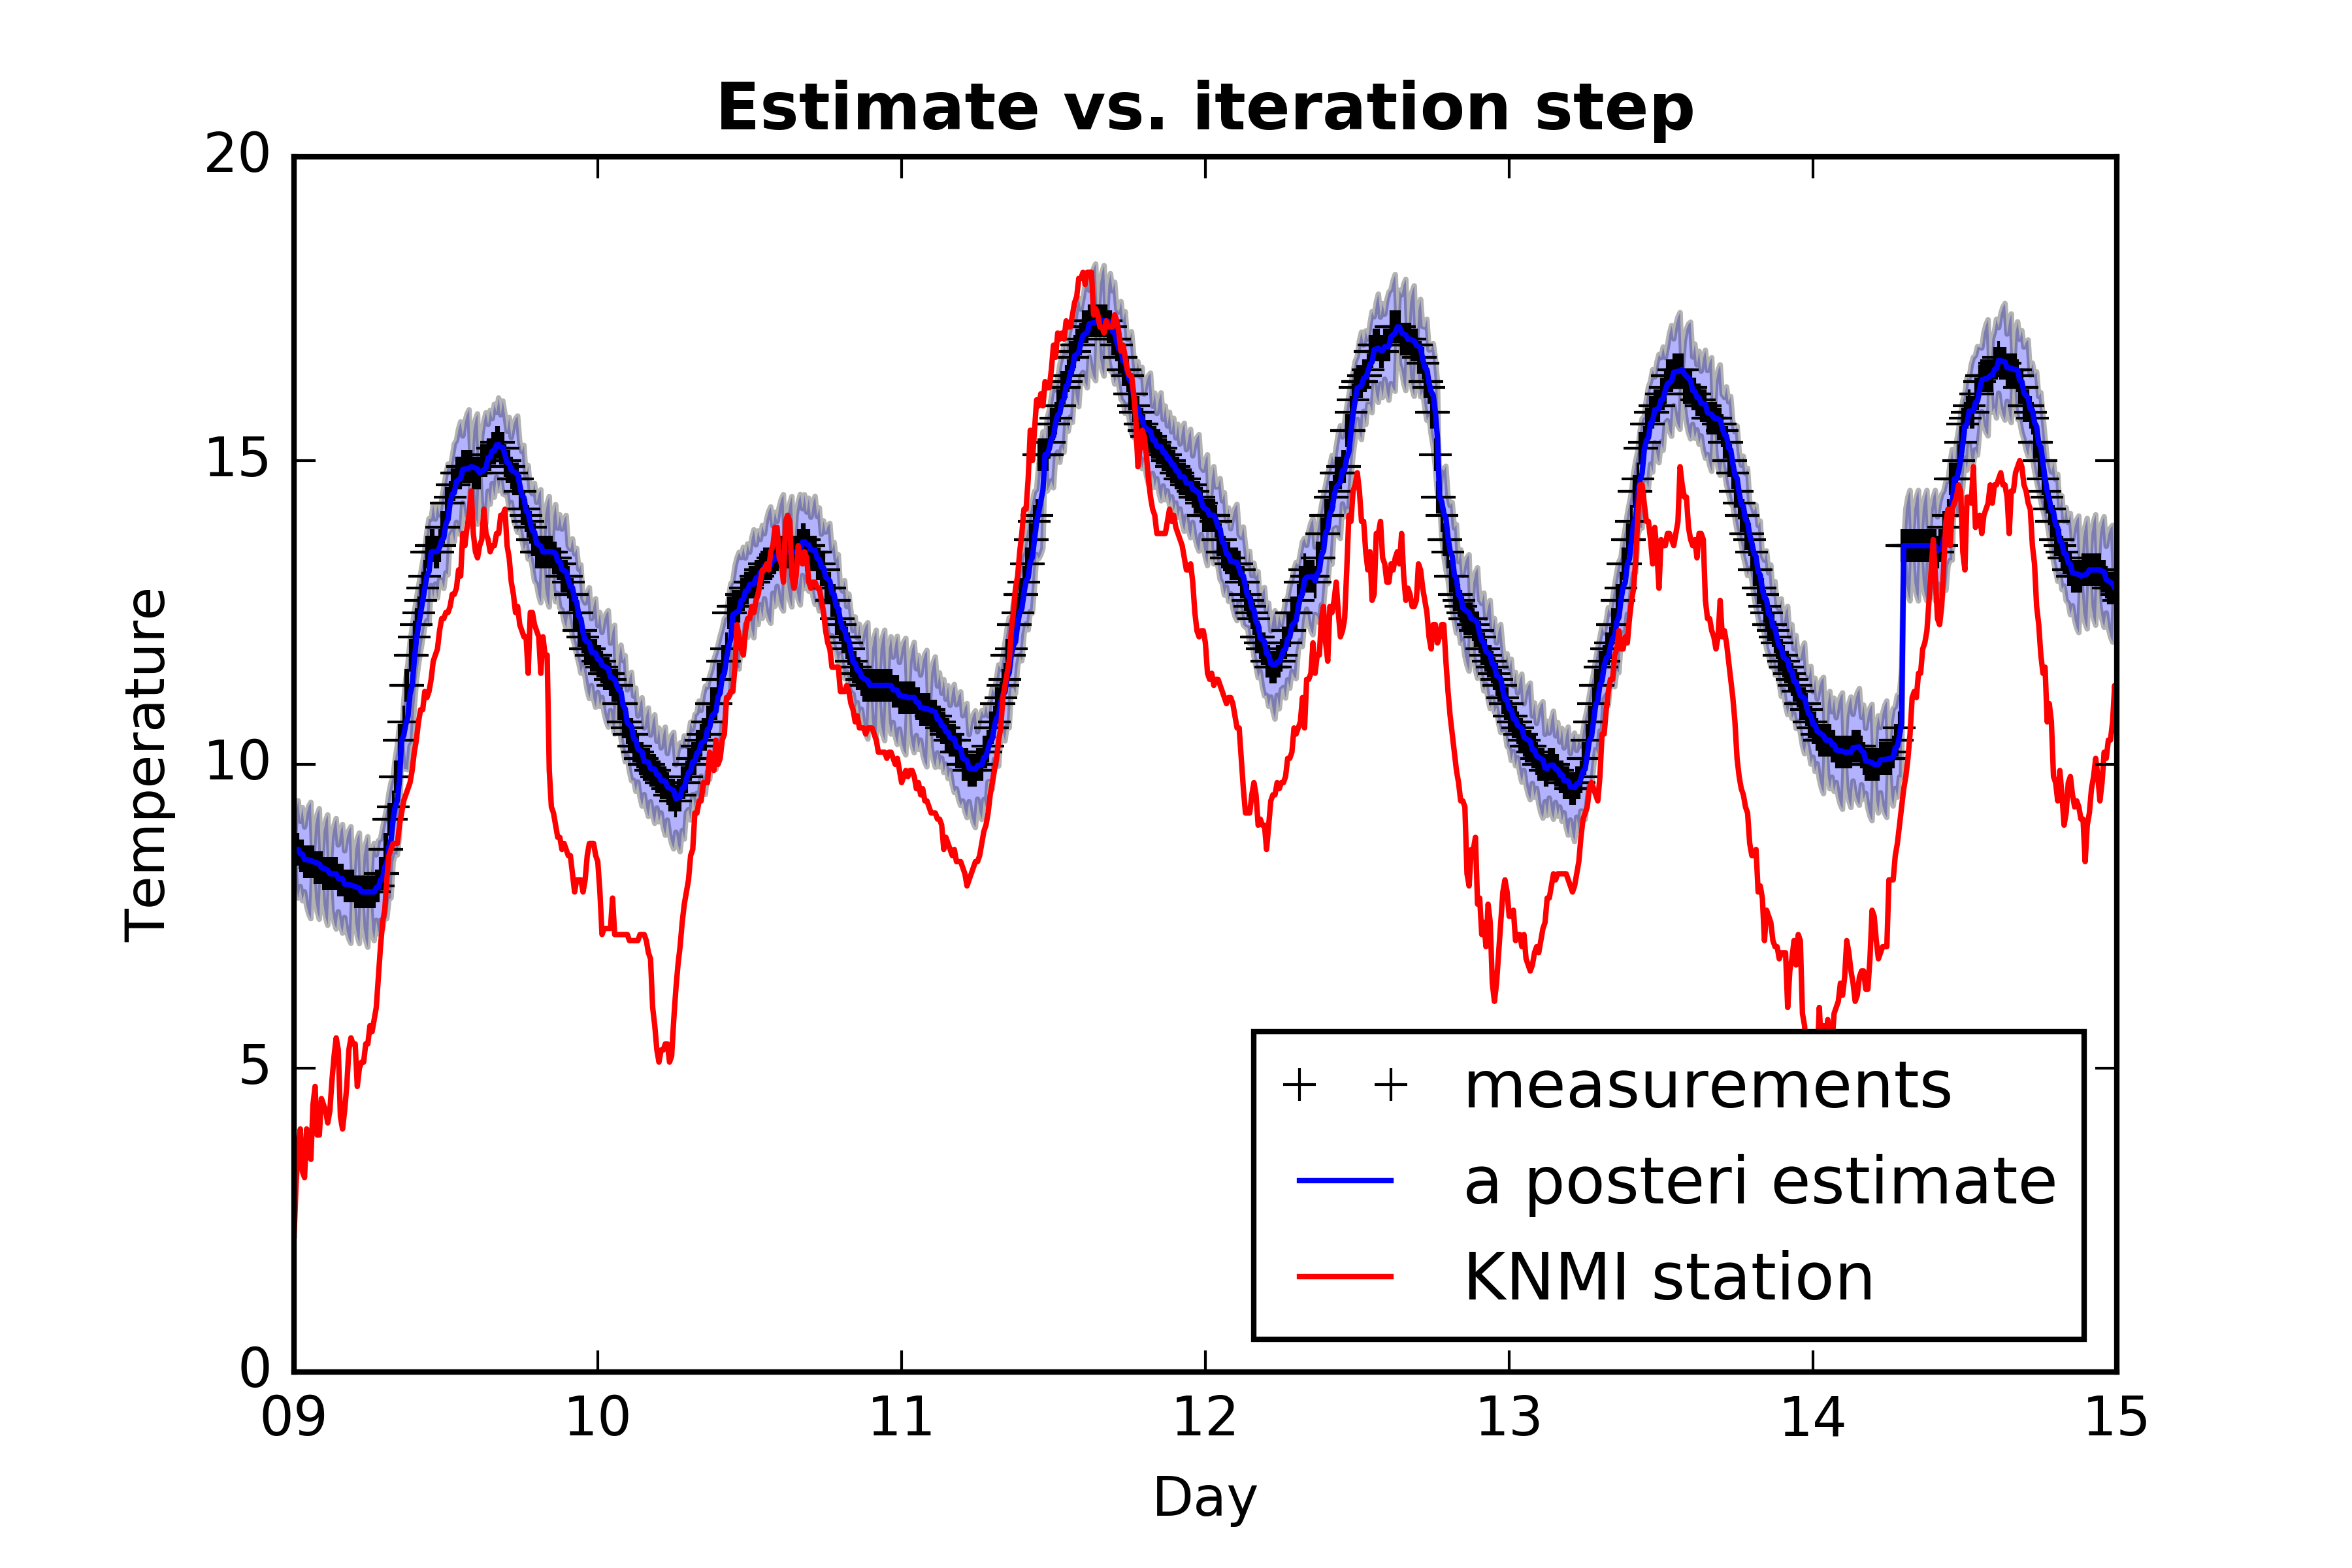 Estimate vs. iteration step
20
15
10
5
0
Temperature
09 10 11 12 13 14 15
Day
measurements
a posteri estimate
KNMI station